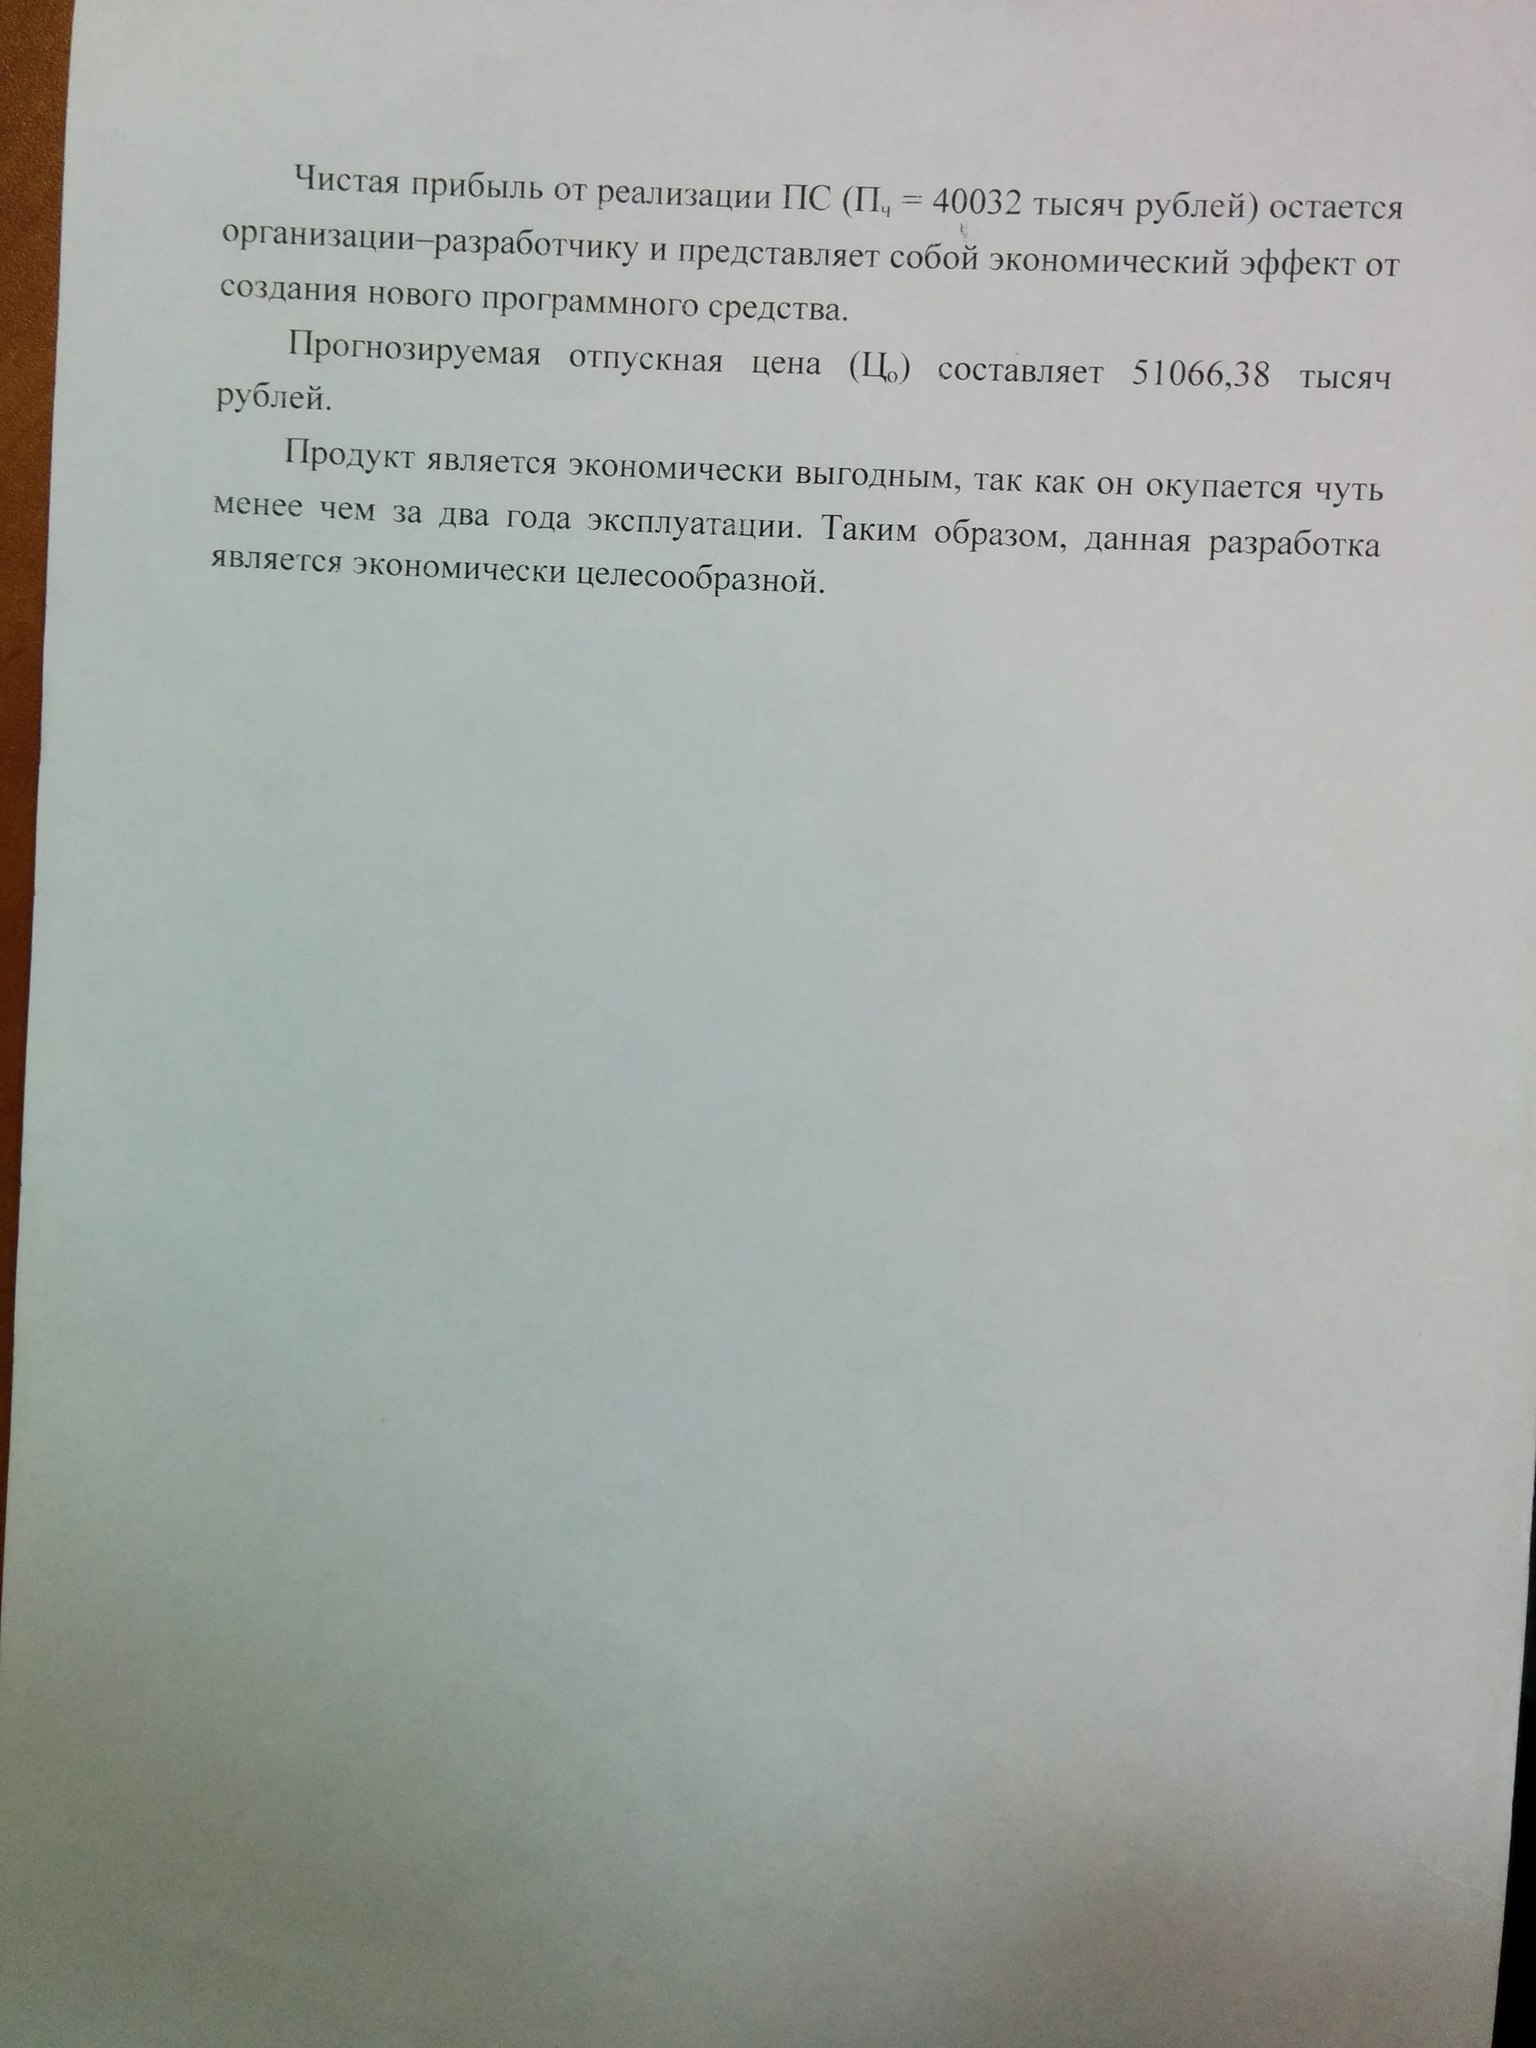 Чистая прибыль от реализации ПС (Пч = 40032 тысяч рублей) остается
организации–разработчику и представляет собой экономический эффект от
создания нового программного средства.
Прогнозируемая отпускная цена (Цо) составляет 51066,38 тысяч
рублей.
Продукт является экономически выгодным, так как он окупается чуть
менее чем за два года эксплуатации. Таким образом, данная разработка
является экономически целесообразной.